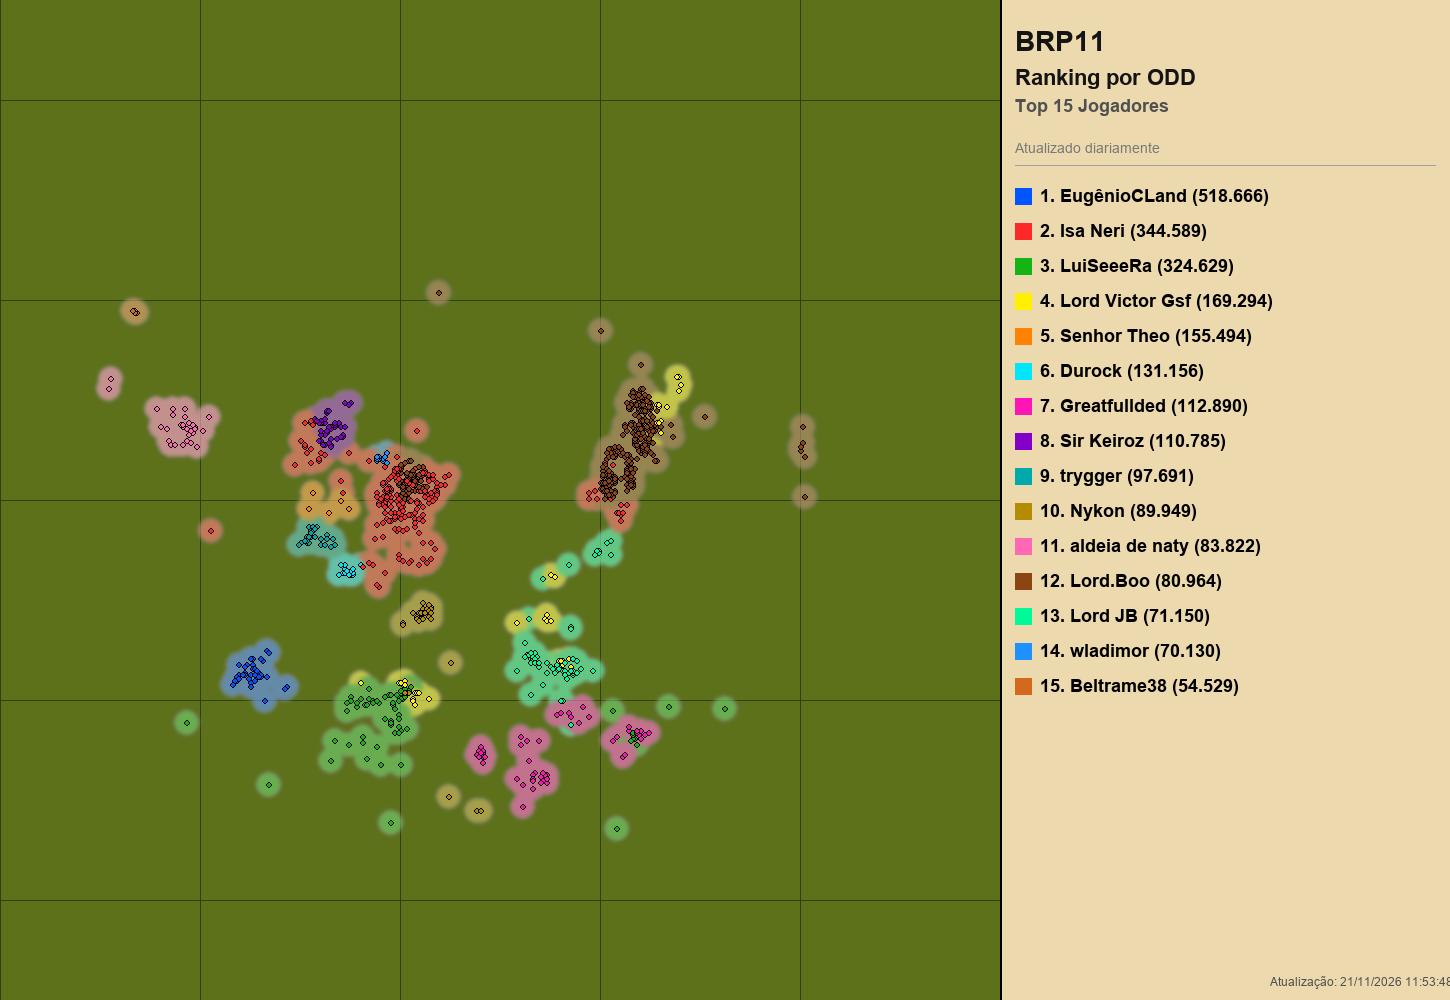 BRP11
Ranking por ODD
Top 15 Jogadores
Atualizado diariamente
1. EugênioCLand (518.666)
2. Isa Neri (344.589)
3. LuiSeeeRa (324.629)
4. Lord Victor Gsf (169.294)
5. Senhor Theo (155.494)
6. Durock (131.156)
7. Greatfullded (112.890)
8. Sir Keiroz (110.785)
9. trygger (97.691)
10. Nykon (89.949)
11. aldeia de naty (83.822)
12. Lord.Boo (80.964)
13. Lord JB (71.150)
14. wladimor (70.130)
15. Beltrame38 (54.529)
Atualização: 21/11/2026 11:53:48